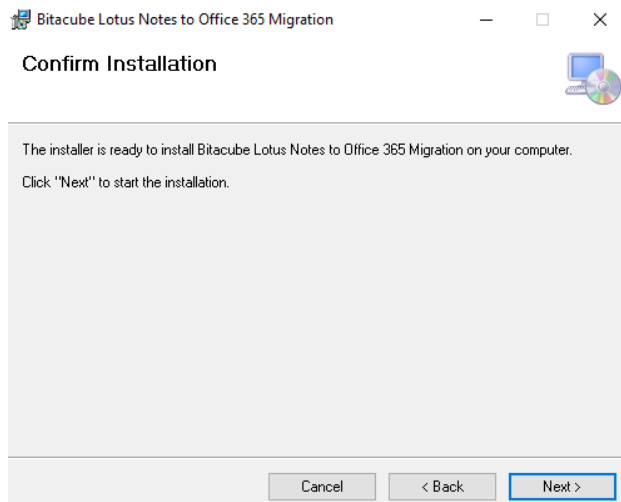 Bitacube Lotus Notes to Office 365 Migration
Confirm Installation
The installer is ready to install Bitacube Lotus Notes to Office 365 Migration on your computer.
Click "Next" to start the installation.
Cancel
< Back
Next >